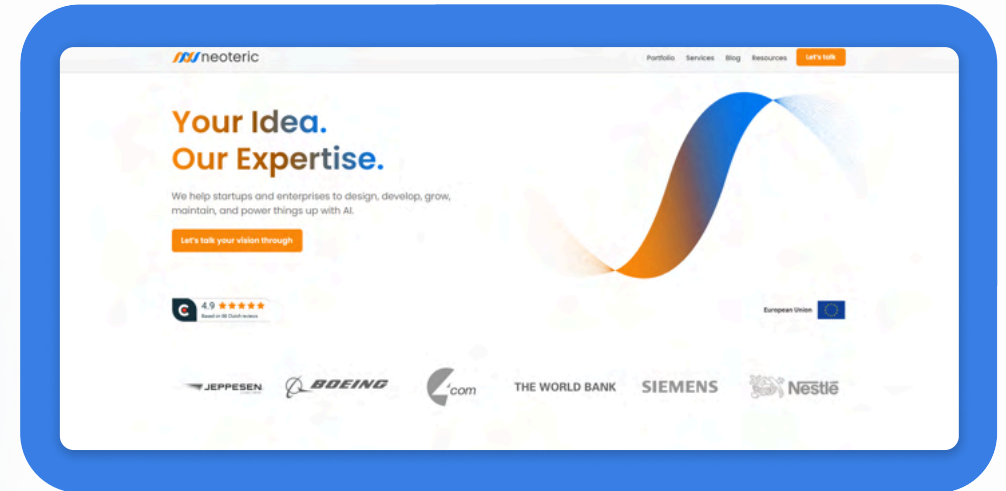 neoteric
Portfolio Services Blog Resources Let's talk
Your Idea.
Our Expertise.
We help startups and enterprises to design, develop, grow,
maintain, and power things up with AI.
Let's talk your vision through
4.9
European Union
JEPPESEN
BOEING
4com
THE WORLD BANK
SIEMENS
Nestlé